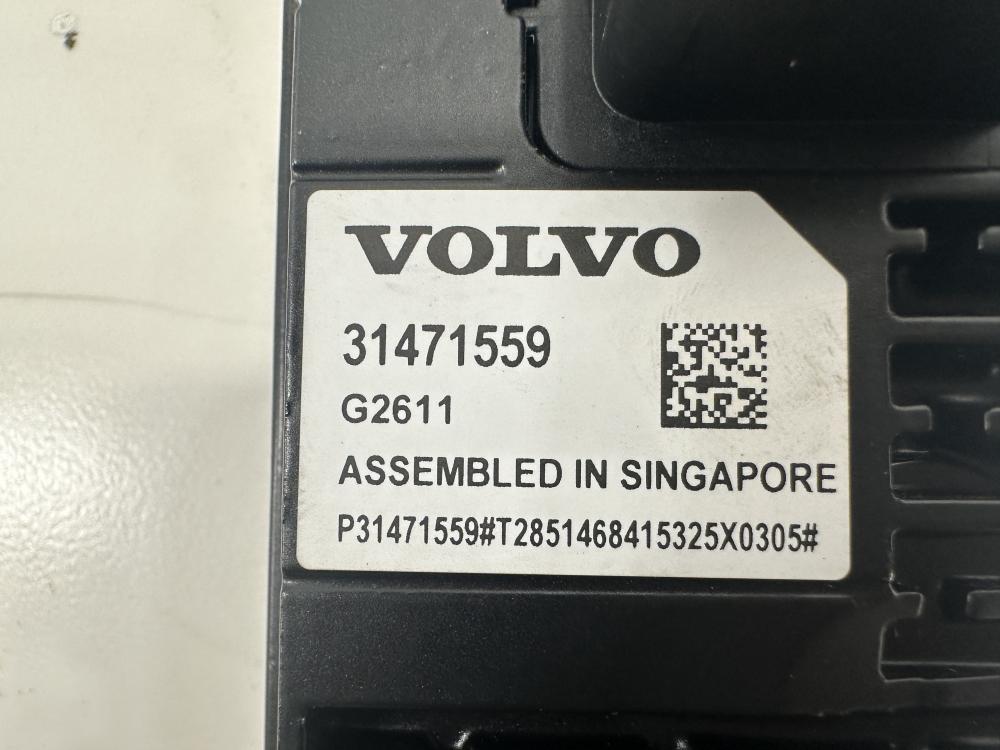 VOLVO
31471559
G2611
ASSEMBLED IN SINGAPORE
P31471559#T2851468415325X0305#